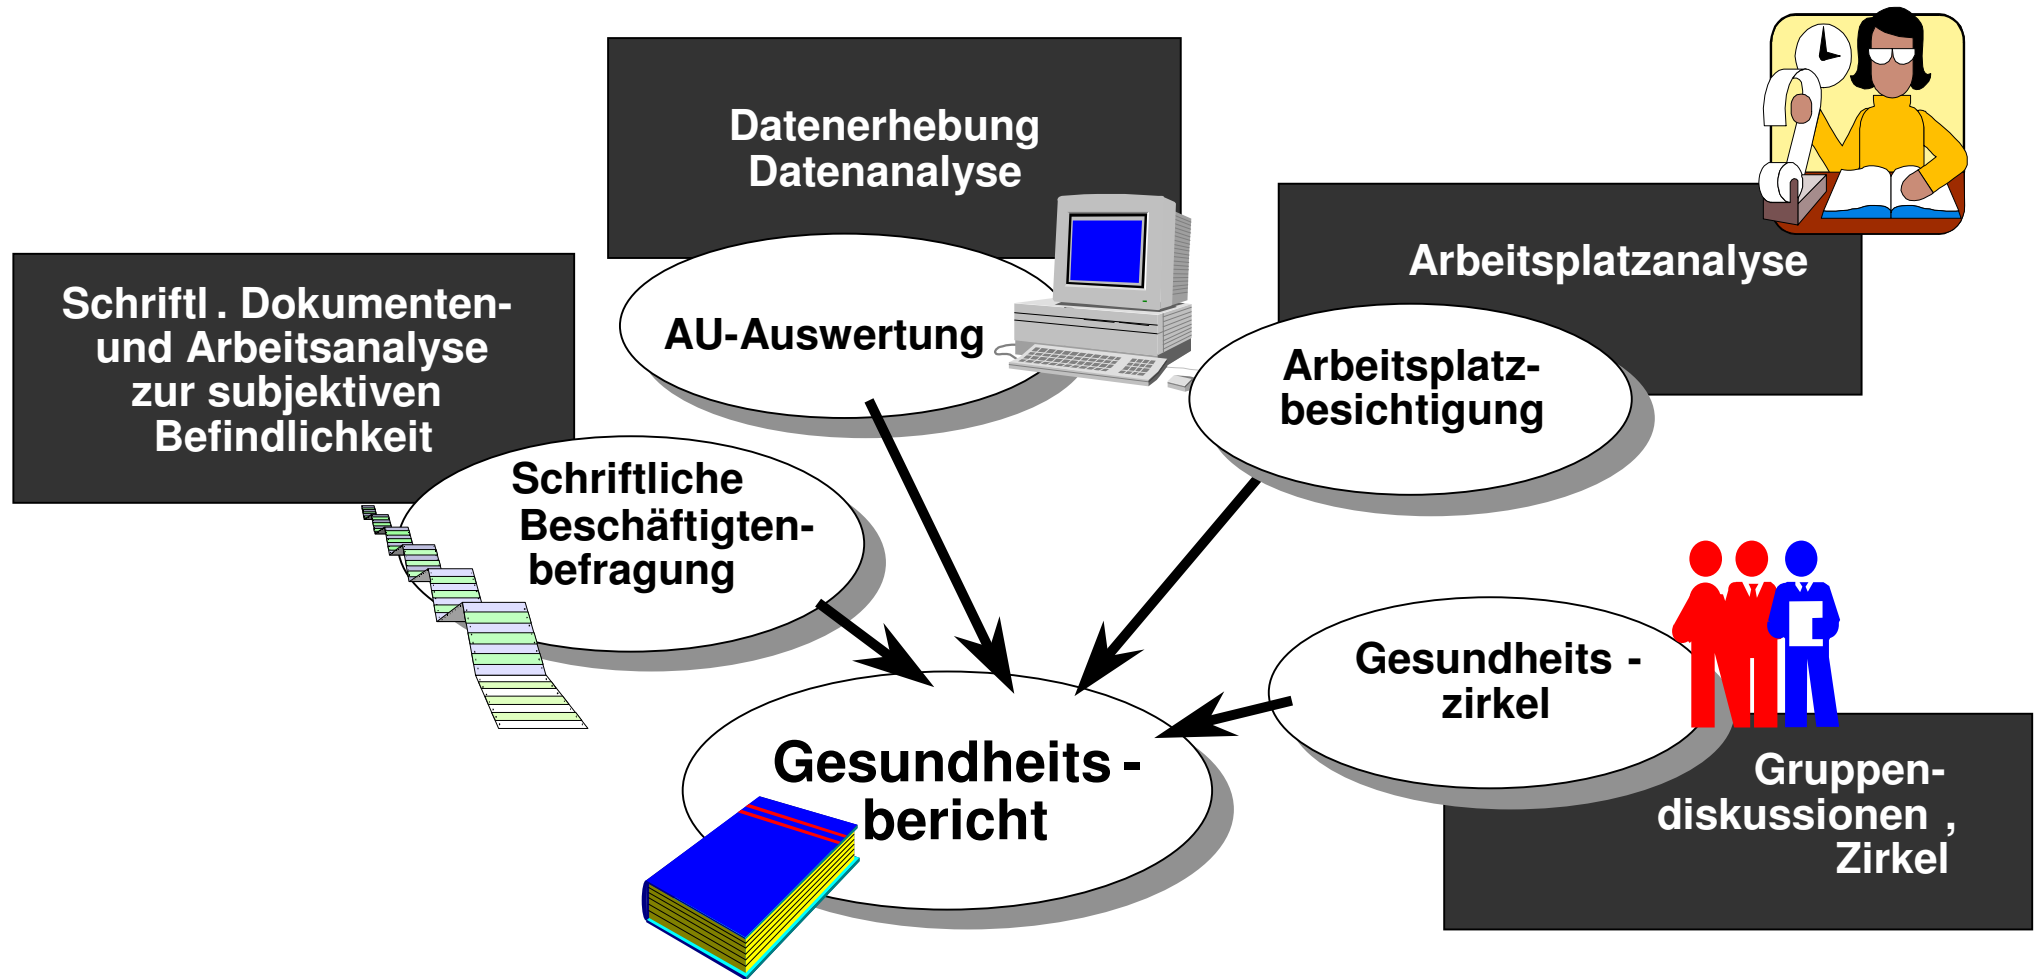 Datenerhebung
Datenanalyse
Arbeitsplatzanalyse
Schriftl . Dokumenten-
und Arbeitsanalyse
zur subjektiven
Befindlichkeit
AU-Auswertung
Arbeitsplatz-
besichtigung
Schriftliche
Beschäftigten-
befragung
Gesundheits -
zirkel
Gesundheits -
bericht
Gruppen-
diskussionen ,
Zirkel